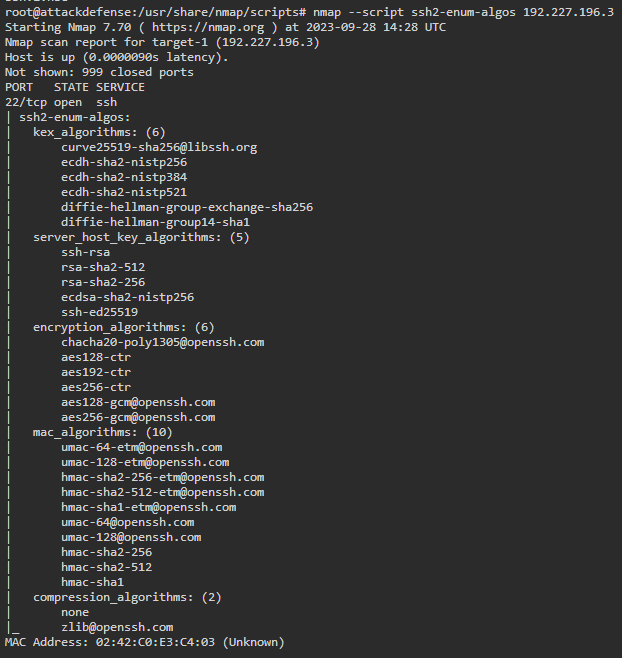 root@attackdefense:/usr/share/nmap/scripts# nmap --script ssh2-enum-algos 192.227.196.3
Starting Nmap 7.70 ( https://nmap.org ) at 2023-09-28 14:28 UTC
Nmap scan report for target-1 (192.227.196.3)
Host is up (0.0000090s latency).
Not shown: 999 closed ports
PORT   STATE SERVICE
22/tcp open  ssh
| ssh2-enum-algos:
|   kex_algorithms: (6)
|       curve25519-sha256@libssh.org
|       ecdh-sha2-nistp256
|       ecdh-sha2-nistp384
|       ecdh-sha2-nistp521
|       diffie-hellman-group-exchange-sha256
|       diffie-hellman-group14-sha1
|   server_host_key_algorithms: (5)
|       ssh-rsa
|       rsa-sha2-512
|       rsa-sha2-256
|       ecdsa-sha2-nistp256
|       ssh-ed25519
|   encryption_algorithms: (6)
|       chacha20-poly1305@openssh.com
|       aes128-ctr
|       aes192-ctr
|       aes256-ctr
|       aes128-gcm@openssh.com
|       aes256-gcm@openssh.com
|   mac_algorithms: (10)
|       umac-64-etm@openssh.com
|       umac-128-etm@openssh.com
|       hmac-sha2-256-etm@openssh.com
|       hmac-sha2-512-etm@openssh.com
|       hmac-sha1-etm@openssh.com
|       umac-64@openssh.com
|       umac-128@openssh.com
|       hmac-sha2-256
|       hmac-sha2-512
|       hmac-sha1
|   compression_algorithms: (2)
|       none
|_      zlib@openssh.com
MAC Address: 02:42:C0:E3:C4:03 (Unknown)